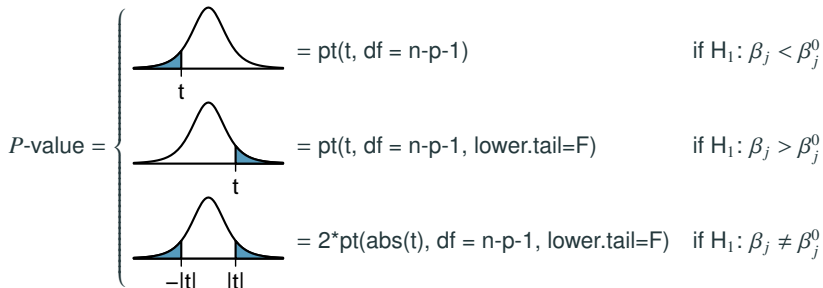 = pt(t, df = n-p-1) if H₁: βⱼ < βⱼ⁰
t
P-value = { = pt(t, df = n-p-1, lower.tail=F) if H₁: βⱼ > βⱼ⁰
t
= 2*pt(abs(t), df = n-p-1, lower.tail=F) if H₁: βⱼ ≠ βⱼ⁰
−|t| |t|